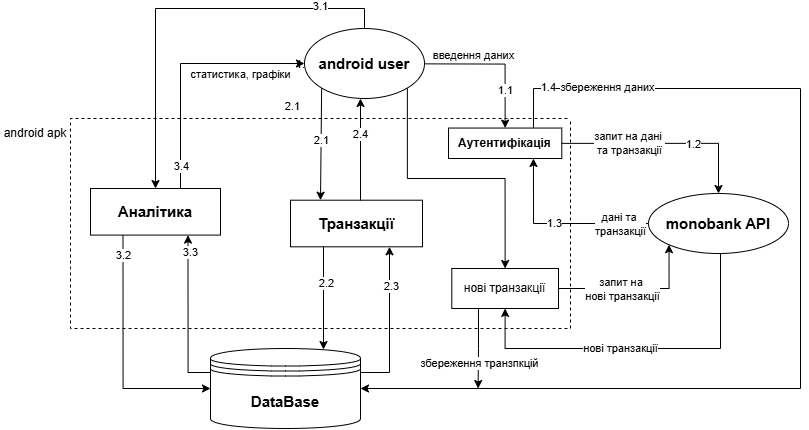 3.1
android user
введення даних
статистика, графіки
1.1
1.4
збереження даних
2.1
android apk
2.1
2.4
Аутентифікація
запит на дані
та транзакції
1.2
3.4
Аналітика
Транзакції
1.3
дані та
транзакції
monobank API
3.2
3.3
2.2
2.3
нові транзакції
запит на
нові транзакції
нові транзакції
збереження транзпкцій
DataBase